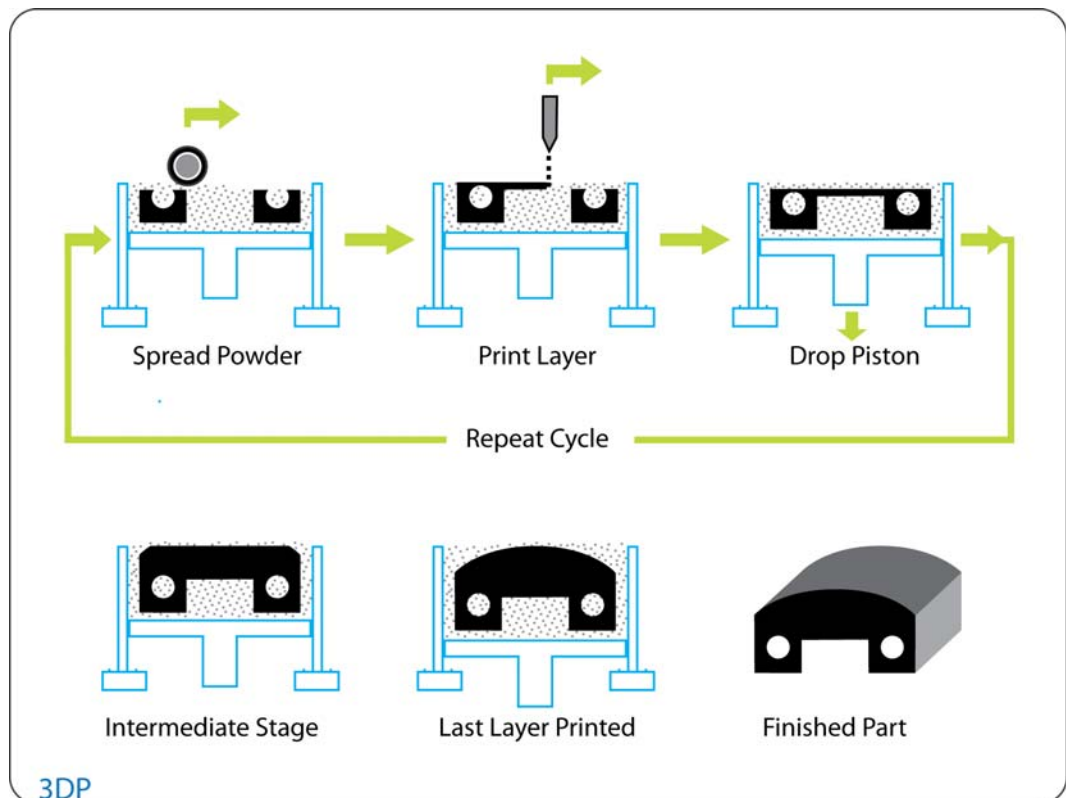 Spread Powder
Print Layer
Drop Piston
Repeat Cycle
Intermediate Stage
Last Layer Printed
Finished Part
3DP